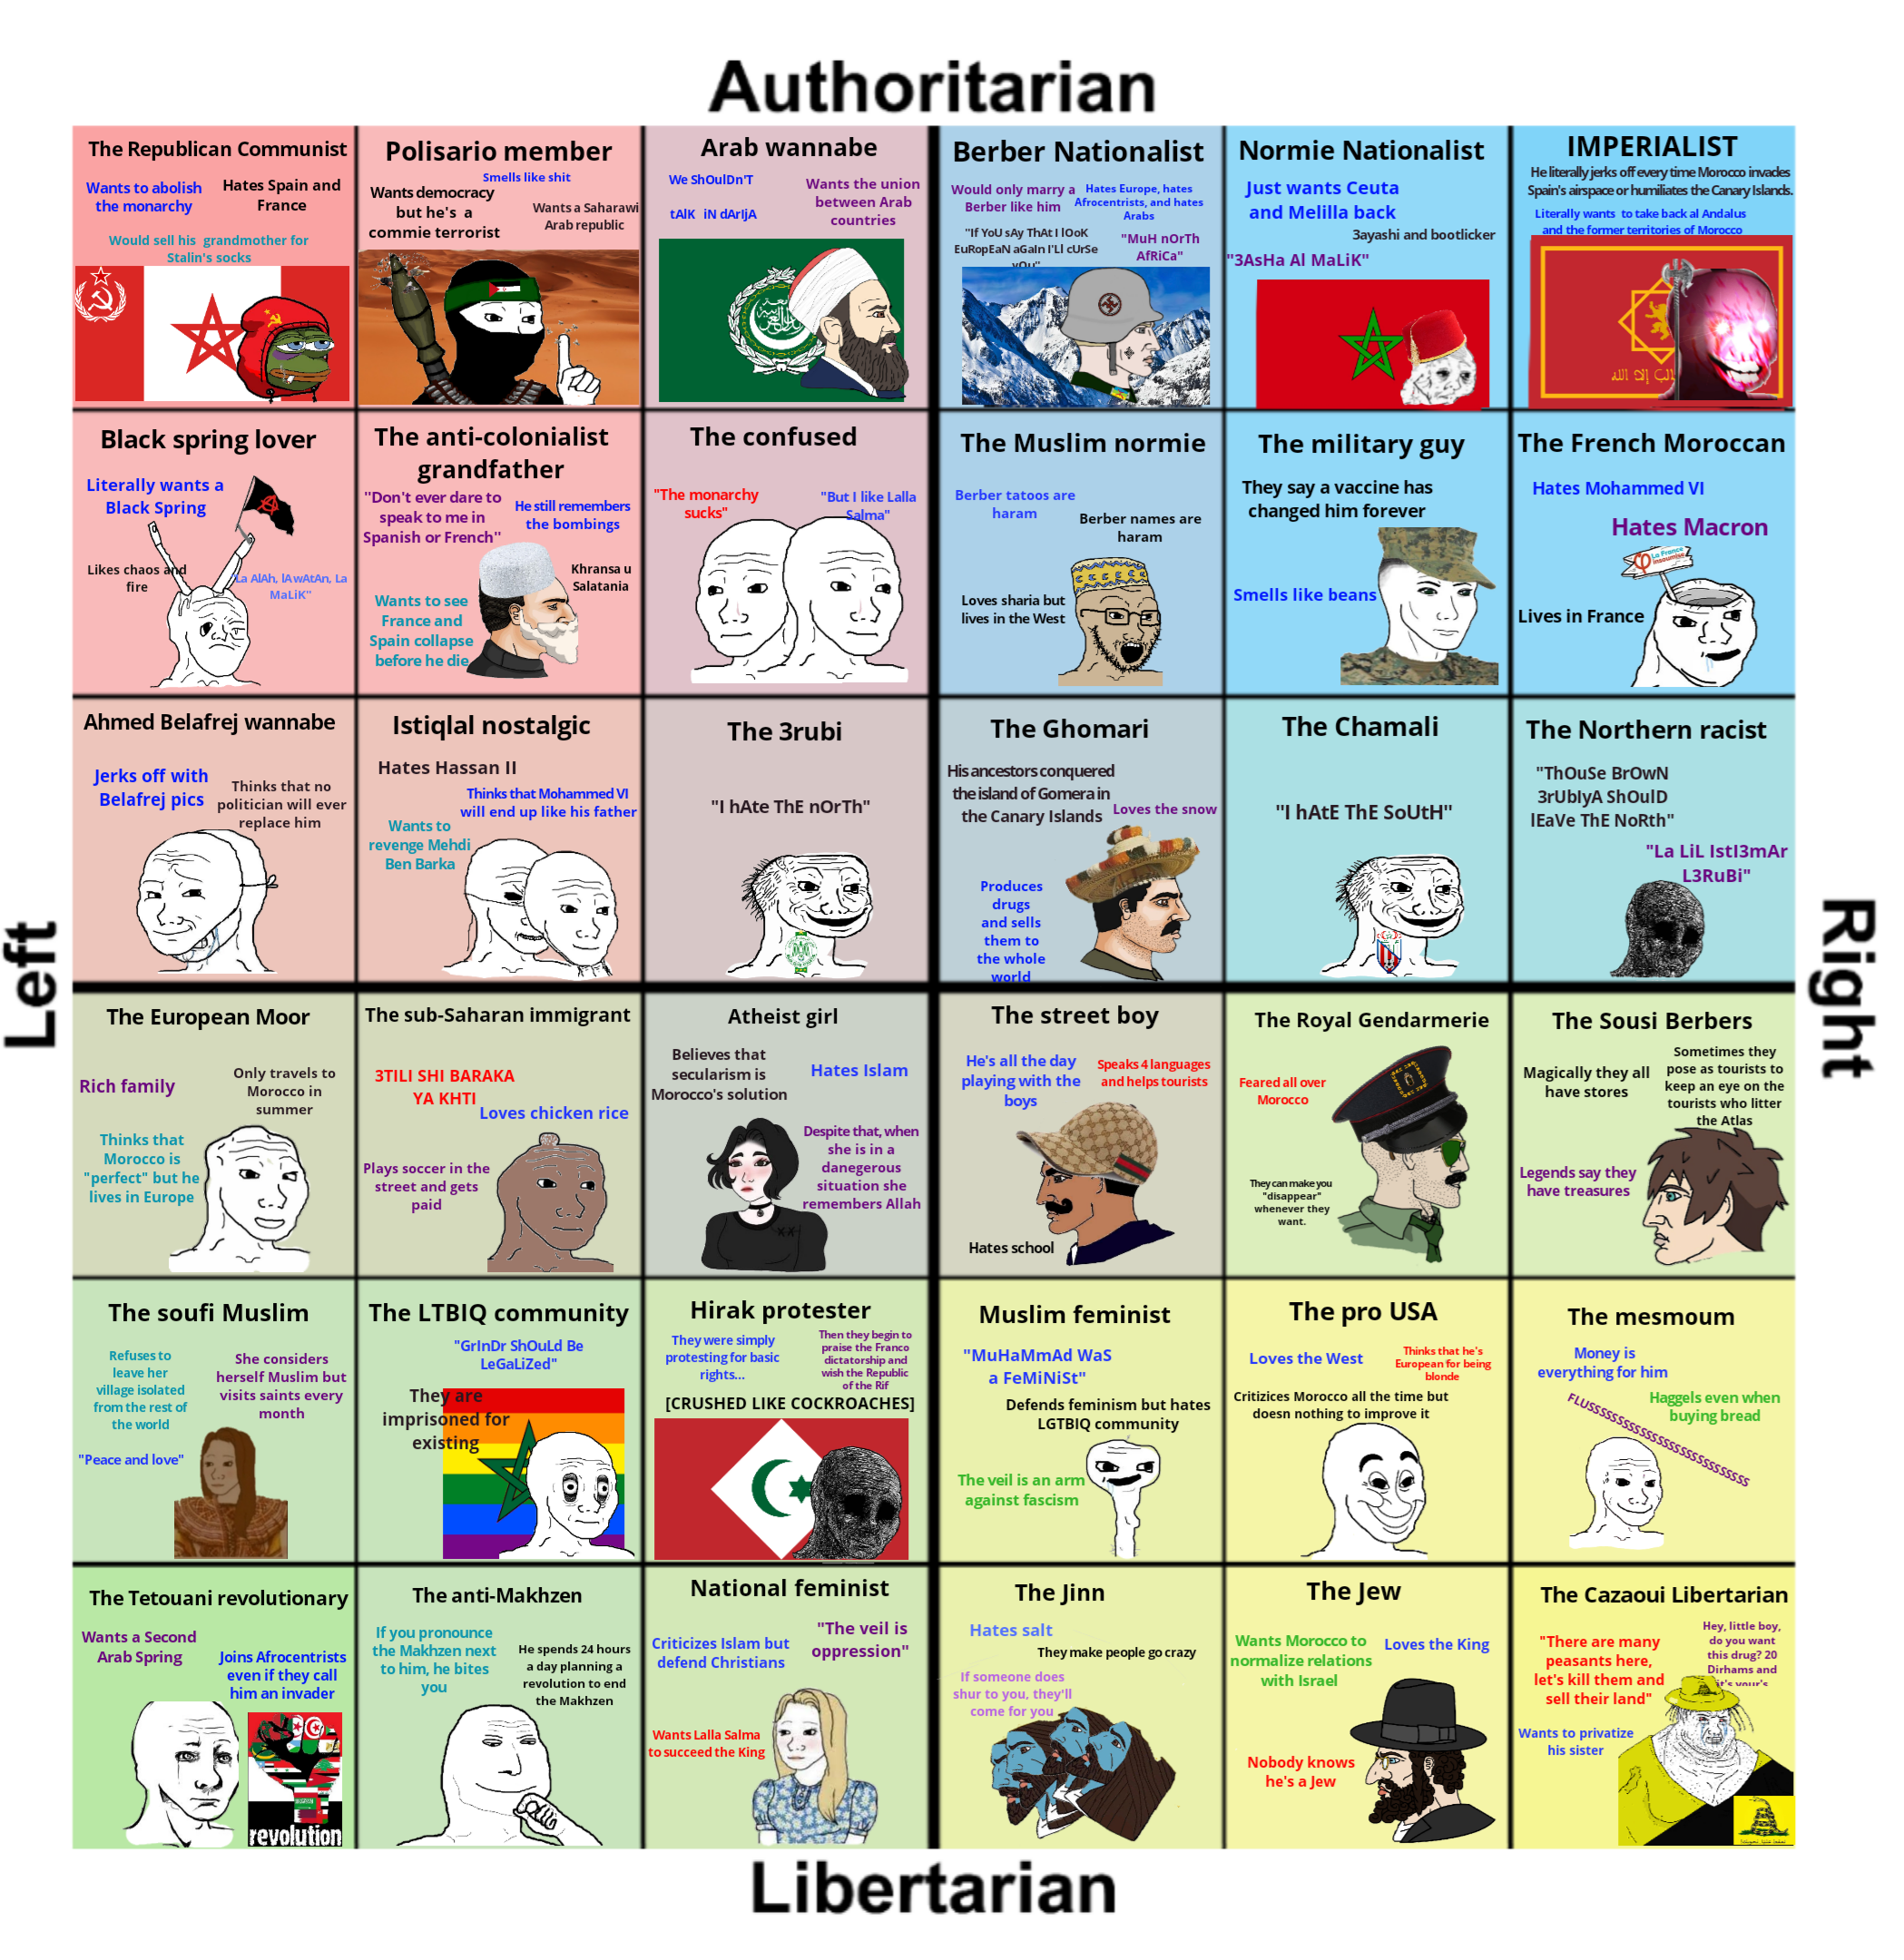 Authoritarian
Left
Right
The Republican Communist
Wants to abolish
the monarchy
Hates Spain and
France
Would sell his grandmother for
Stalin's socks
Polisario member
Smells like shit
Wants democracy
but he's a
commie terrorist
Wants a Saharawi
Arab republic
Arab wannabe
We ShOulDn'T
tAlK iN dArIjA
Wants the union
between Arab
countries
Berber Nationalist
Would only marry a
Berber like him
Hates Europe, hates
Afrocentrists, and hates
Arabs
"If YoU sAy ThAt I lOoK
EuRopEaN aGaIn I'Ll cUrSe
yOu"
"MuH nOrTh
AfRiCa"
Normie Nationalist
Just wants Ceuta
and Melilla back
3ayashi and bootlicker
"3AsHa Al MaLiK"
IMPERIALIST
He literally jerks off every time Morocco invades
Spain's airspace or humiliates the Canary Islands.
Literally wants to take back al Andalus
and the former territories of Morocco
Black spring lover
Literally wants a
Black Spring
Likes chaos and
fire
La AlAh, lA wAtAn, La
MaLiK"
The anti-colonialist
grandfather
"Don't ever dare to
speak to me in
Spanish or French"
He still remembers
the bombings
Khransa u
Salatania
Wants to see
France and
Spain collapse
before he die
The confused
"The monarchy
sucks"
"But I like Lalla
Salma"
The Muslim normie
Berber tatoos are
haram
Berber names are
haram
Loves sharia but
lives in the West
The military guy
They say a vaccine has
changed him forever
Smells like beans
The French Moroccan
Hates Mohammed VI
Hates Macron
La France
insoumise
Lives in France
Ahmed Belafrej wannabe
Jerks off with
Belafrej pics
Thinks that no
politician will ever
replace him
Istiqlal nostalgic
Hates Hassan II
Thinks that Mohammed VI
will end up like his father
Wants to
revenge Mehdi
Ben Barka
The 3rubi
"I hAte ThE nOrTh"
The Ghomari
His ancestors conquered
the island of Gomera in
the Canary Islands
Loves the snow
Produces
drugs
and sells
them to
the whole
world
The Chamali
"I hAtE ThE SoUtH"
The Northern racist
"ThOuSe BrOwN
3rUbIyA ShOulD
lEaVe ThE NoRth"
"La LiL IstI3mAr
L3RuBi"
The European Moor
Rich family
Only travels to
Morocco in
summer
Thinks that
Morocco is
"perfect" but he
lives in Europe
The sub-Saharan immigrant
3TILI SHI BARAKA
YA KHTI
Loves chicken rice
Plays soccer in the
street and gets
paid
Atheist girl
Believes that
secularism is
Morocco's solution
Hates Islam
Despite that, when
she is in a
danegerous
situation she
remembers Allah
The street boy
He's all the day
playing with the
boys
Speaks 4 languages
and helps tourists
Hates school
The Royal Gendarmerie
Feared all over
Morocco
They can make you
"disappear"
whenever they
want.
The Sousi Berbers
Magically they all
have stores
Sometimes they
pose as tourists to
keep an eye on the
tourists who litter
the Atlas
Legends say they
have treasures
The soufi Muslim
Refuses to
leave her
village isolated
from the rest of
the world
She considers
herself Muslim but
visits saints every
month
"Peace and love"
The LTBIQ community
"GrInDr ShOuLd Be
LeGaLiZed"
They are
imprisoned for
existing
Hirak protester
They were simply
protesting for basic
rights...
Then they begin to
praise the Franco
dictatorship and
wish the Republic
of the Rif
[CRUSHED LIKE COCKROACHES]
Muslim feminist
"MuHaMmAd WaS
a FeMiNiSt"
Defends feminism but hates
LGTBIQ community
The veil is an arm
against fascism
The pro USA
Loves the West
Thinks that he's
European for being
blonde
Critizices Morocco all the time but
doesn nothing to improve it
The mesmoum
Money is
everything for him
Haggels even when
buying bread
The Tetouani revolutionary
Wants a Second
Arab Spring
Joins Afrocentrists
even if they call
him an invader
revolution
The anti-Makhzen
If you pronounce
the Makhzen next
to him, he bites
you
He spends 24 hours
a day planning a
revolution to end
the Makhzen
National feminist
Criticizes Islam but
defend Christians
"The veil is
oppression"
Wants Lalla Salma
to succeed the King
The Jinn
Hates salt
They make people go crazy
If someone does
shur to you, they'll
come for you
The Jew
Wants Morocco to
normalize relations
with Israel
Loves the King
Nobody knows
he's a Jew
The Cazaoui Libertarian
"There are many
peasants here,
let's kill them and
sell their land"
Hey, little boy,
do you want
this drug? 20
Dirhams and
it's your's
Wants to privatize
his sister
Libertarian